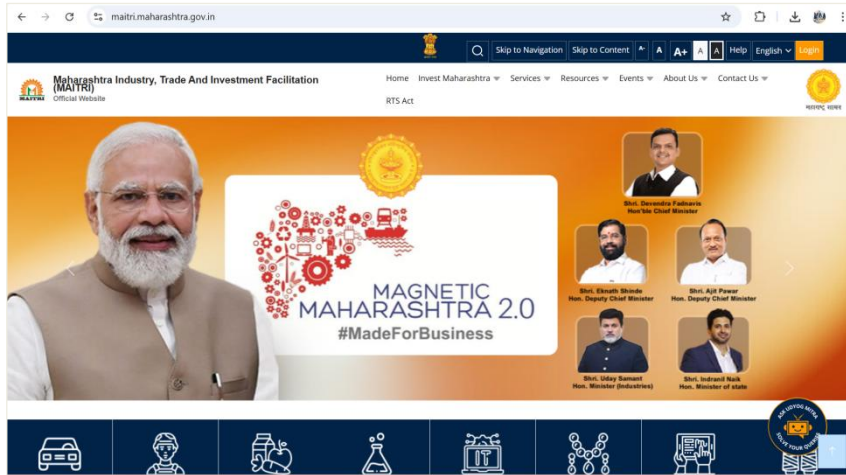 maitri.maharashtra.gov.in
Skip to Navigation Skip to Content A- A A+ A A Help English Login
Maharashtra Industry, Trade And Investment Facilitation
(MAITRI)
Official Website
MAITRI
Home Invest Maharashtra Services Resources Events About Us Contact Us
RTS Act
महाराष्ट्र शासन
Shri. Devendra Fadnavis
Hon'ble Chief Minister
Shri. Eknath Shinde
Hon. Deputy Chief Minister
Shri. Ajit Pawar
Hon. Deputy Chief Minister
MAGNETIC
MAHARASHTRA 2.0
#MadeForBusiness
Shri. Uday Samant
Hon. Minister (Industries)
Shri. Indranil Naik
Hon. Minister of state
ASK UDYOG MITRA
SOLVE YOUR QUERIES
IT